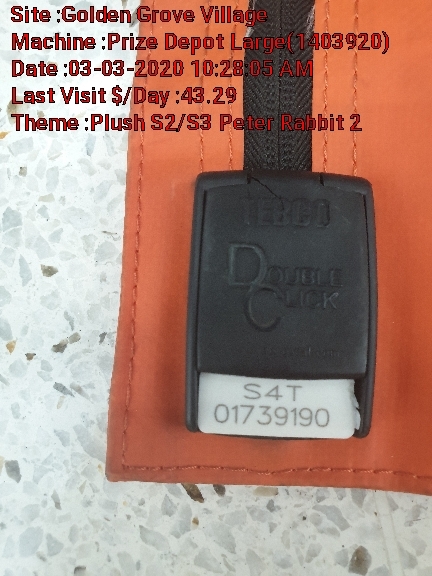 Site :Golden Grove Village
Machine :Prize Depot Large(1403920)
Date :03-03-2020 10:28:05 AM
Last Visit $/Day :43.29
Theme :Plush S2/S3 Peter Rabbit 2
DOUBLE
CLICK
S4T
01739190